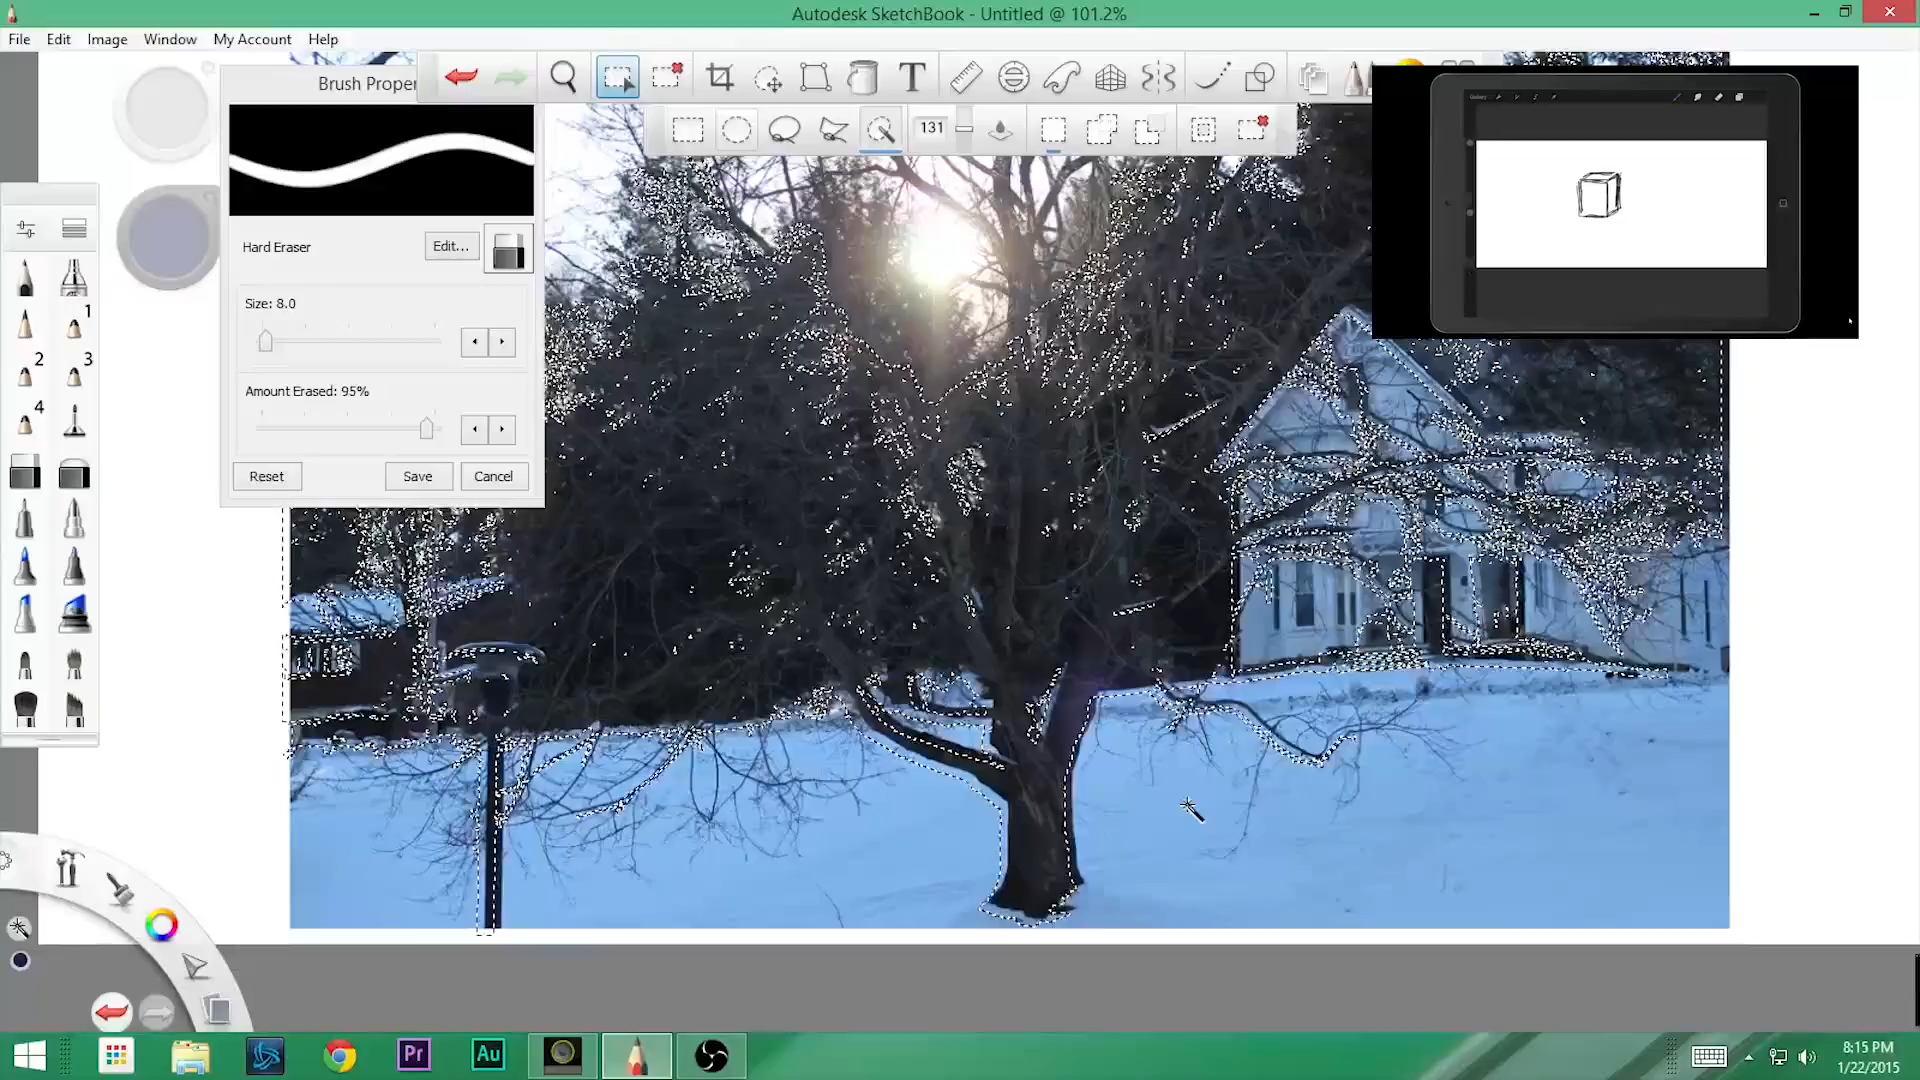 Autodesk SketchBook - Untitled @ 101.2%
File Edit Image Window My Account Help
Brush Proper
T
131
Hard Eraser
Edit...
Size: 8.0
Amount Erased: 95%
Reset
Save
Cancel
1
2
3
4
Gallery
Pr
Au
8:15 PM
1/22/2015